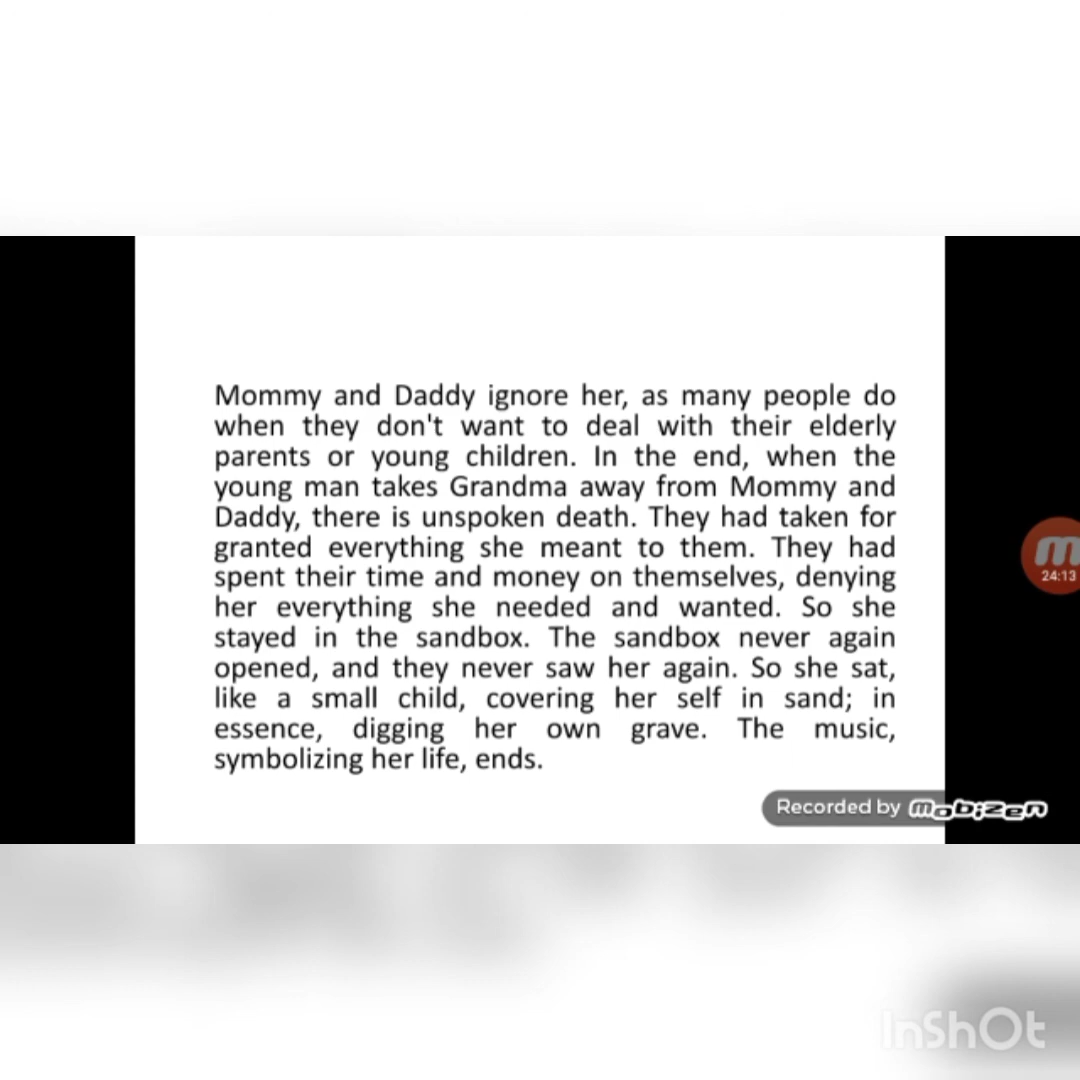 Mommy and Daddy ignore her, as many people do
when they don't want to deal with their elderly
parents or young children. In the end, when the
young man takes Grandma away from Mommy and
Daddy, there is unspoken death. They had taken for
granted everything she meant to them. They had
spent their time and money on themselves, denying
her everything she needed and wanted. So she
stayed in the sandbox. The sandbox never again
opened, and they never saw her again. So she sat,
like a small child, covering her self in sand; in
essence, digging her own grave. The music,
symbolizing her life, ends.
m
24:13
Recorded by mobizen
InShOt